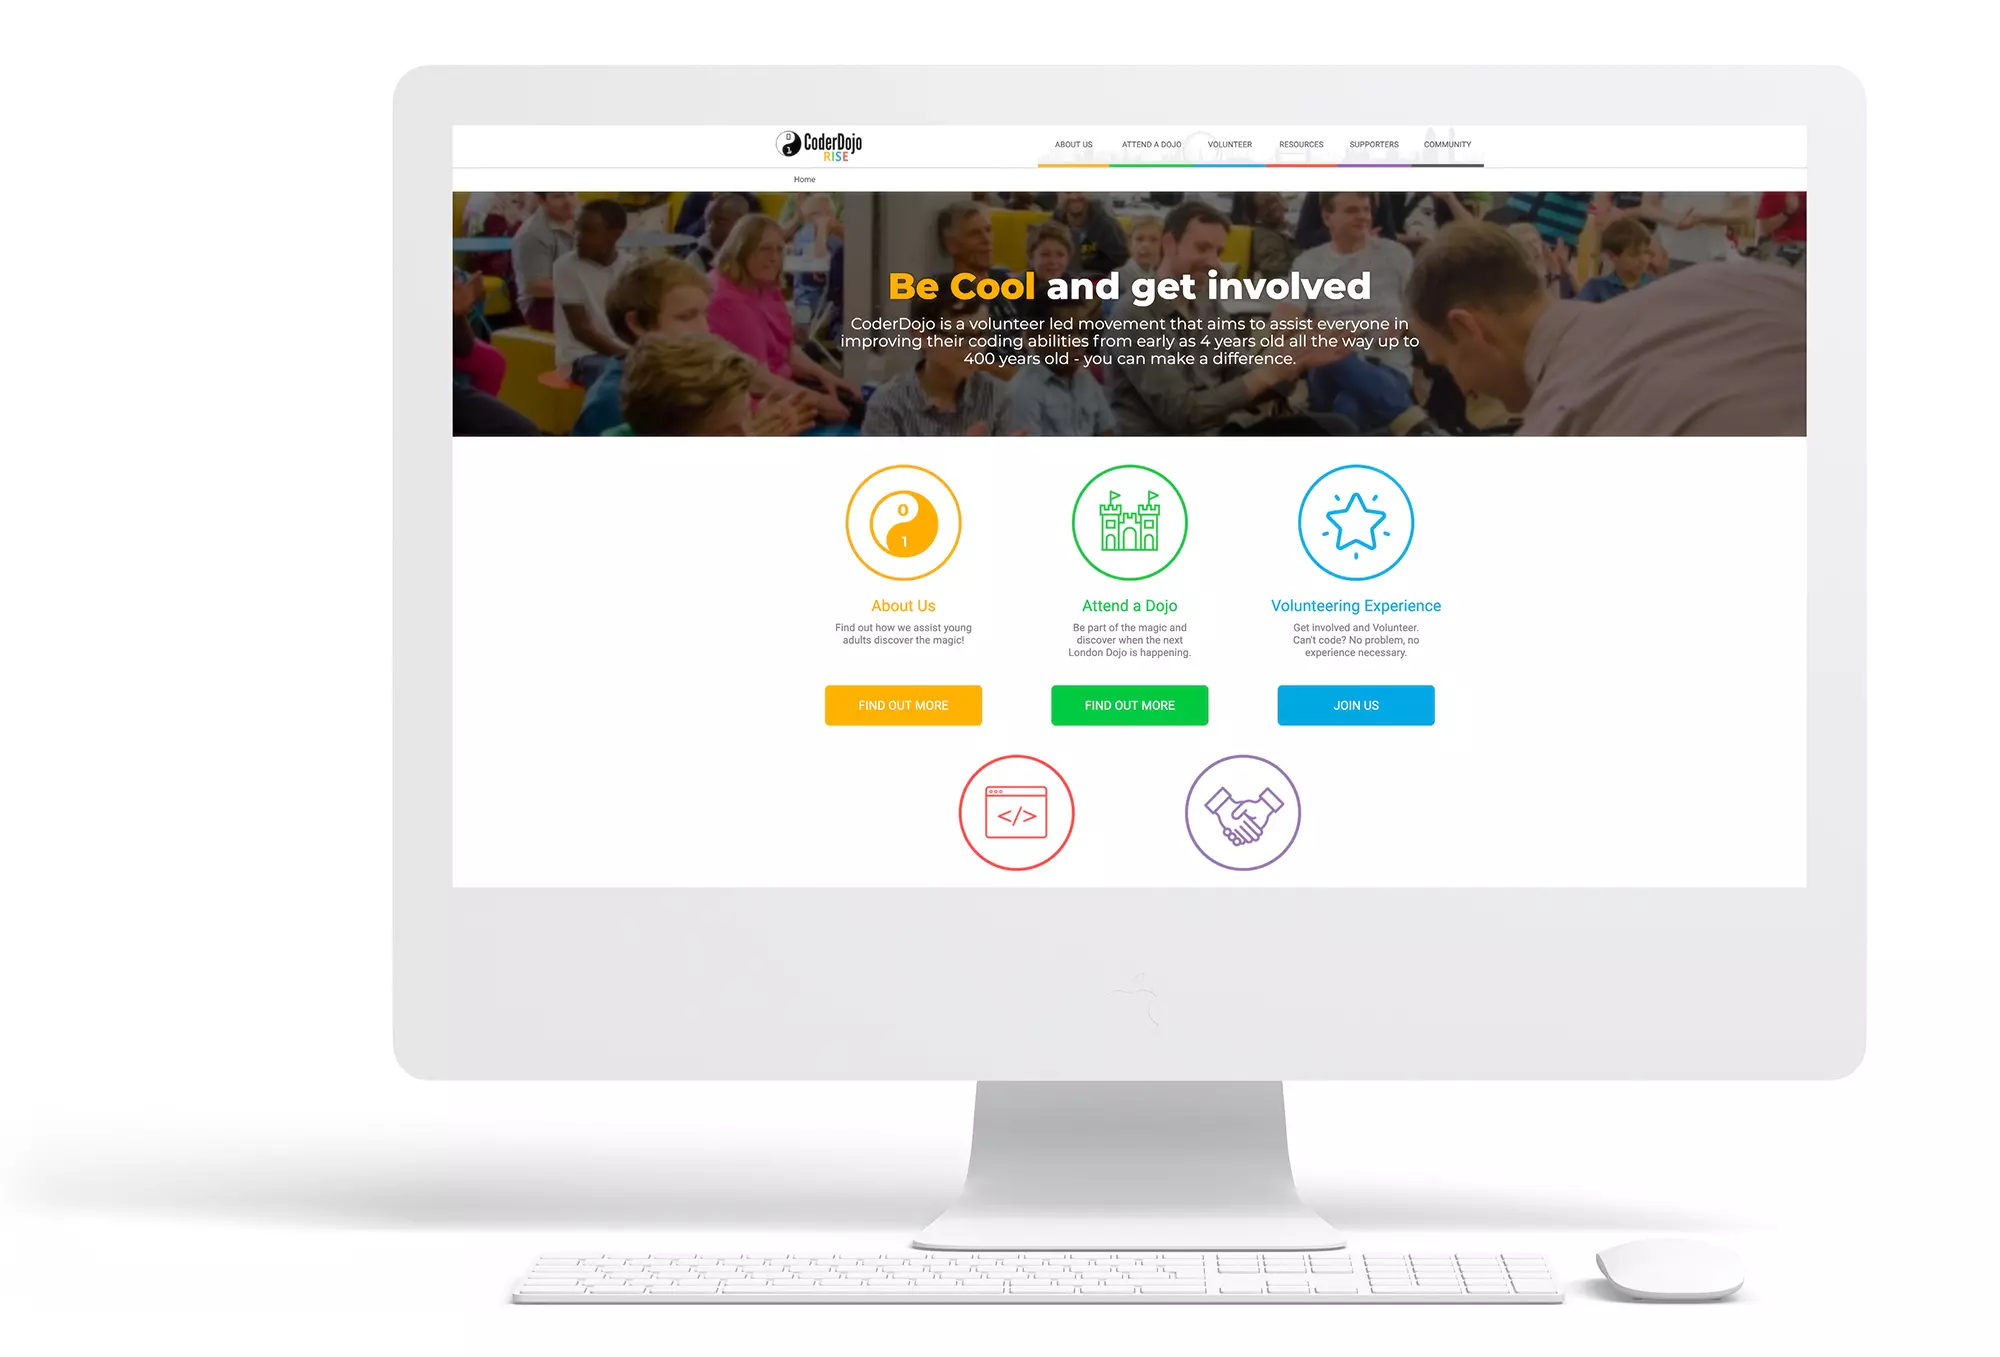 CoderDojo
RISE
ABOUT US ATTEND A DOJO VOLUNTEER RESOURCES SUPPORTERS COMMUNITY
Home
Be Cool and get involved
CoderDojo is a volunteer led movement that aims to assist everyone in
improving their coding abilities from early as 4 years old all the way up to
400 years old - you can make a difference.
0
1
About Us
Find out how we assist young
adults discover the magic!
FIND OUT MORE
Attend a Dojo
Be part of the magic and
discover when the next
London Dojo is happening.
FIND OUT MORE
Volunteering Experience
Get involved and Volunteer.
Can't code? No problem, no
experience necessary.
JOIN US
</>